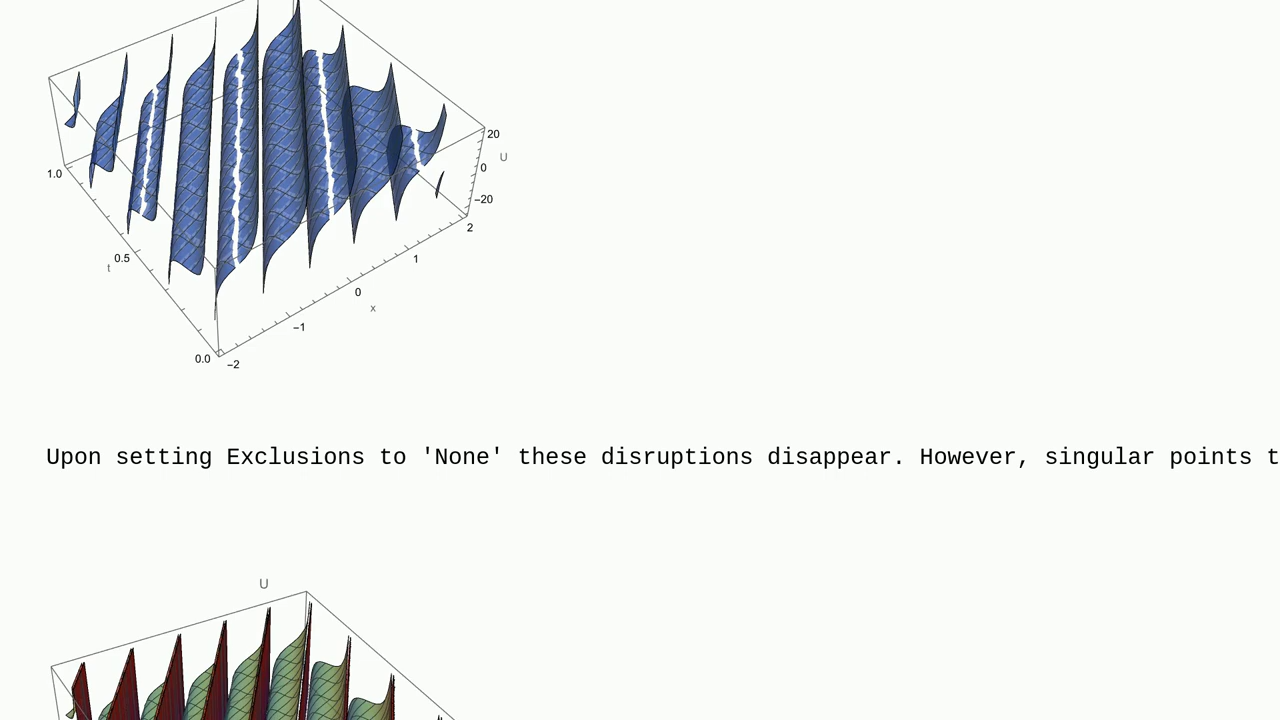 20
U
0
−20
1.0
2
0.5
t
1
0
x
−1
0.0
−2
Upon setting Exclusions to 'None' these disruptions disappear. However, singular points t
U